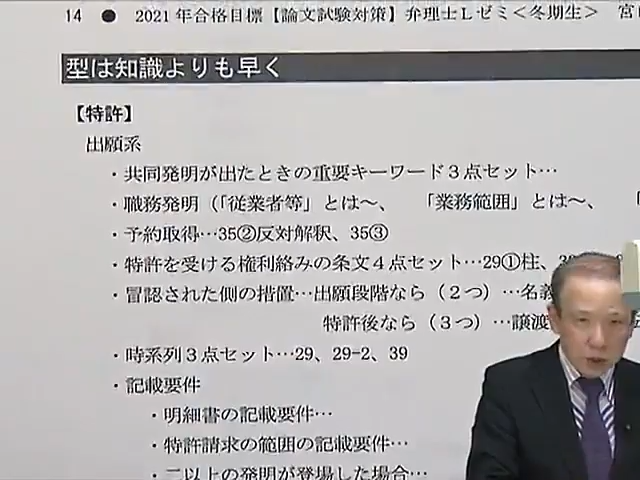 14 ● 2021年合格目標【論文試験対策】弁理士Lゼミ＜冬期生＞ 宮
型は知識よりも早く
【特許】
出願系
・共同発明が出たときの重要キーワード３点セット…
・職務発明（「従業者等」とは～、 「業務範囲」とは～、 「
・予約取得…35②反対解釈、35③
・特許を受ける権利絡みの条文４点セット…29①柱、
・冒認された側の措置…出願段階なら（２つ）…名義
特許後なら（３つ）…譲渡
・時系列３点セット…29、29-2、39
・記載要件
・明細書の記載要件…
・特許請求の範囲の記載要件…
・二以上の発明が登場した場合…